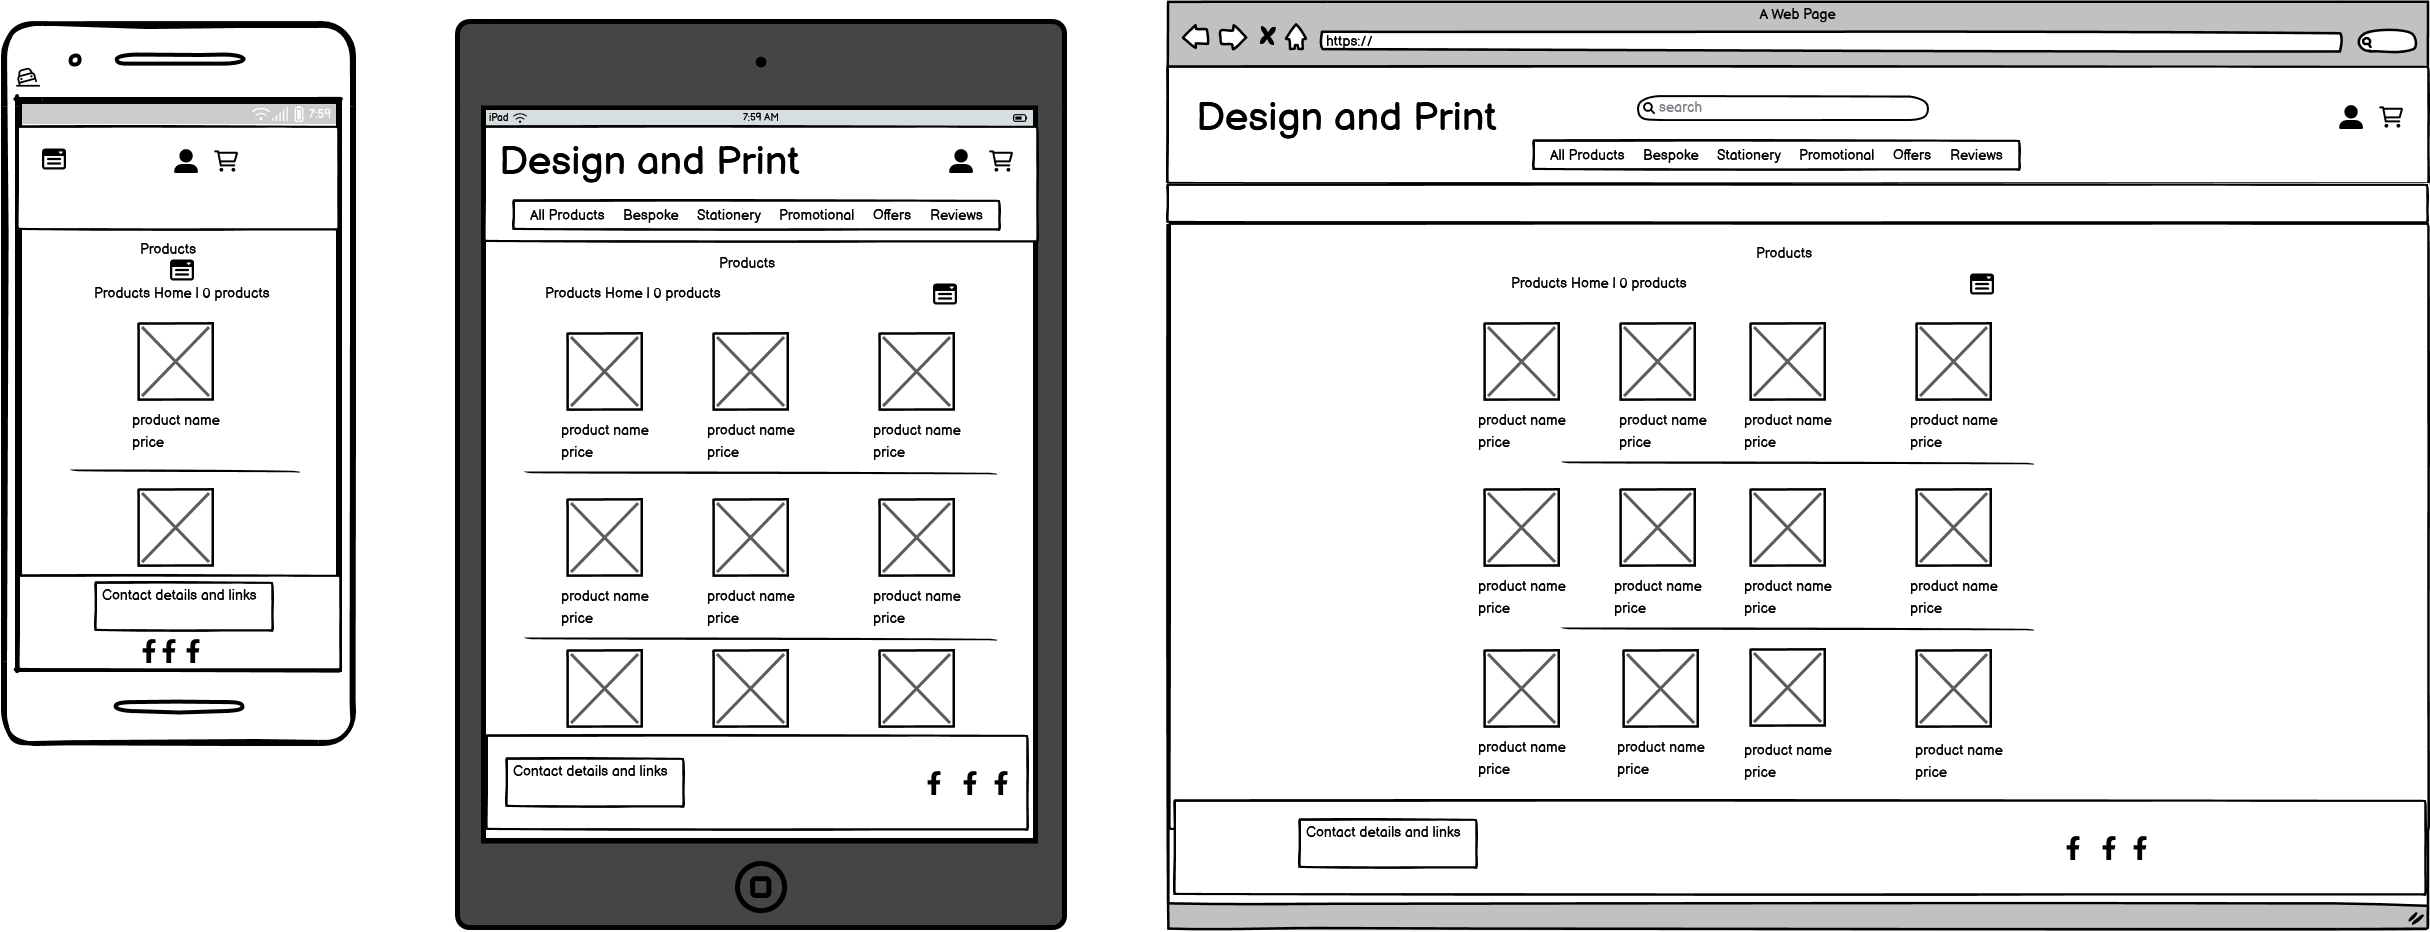 7:59
Products
Products Home | 0 products
product name
price
Contact details and links
iPad
7:59 AM
Design and Print
All Products Bespoke Stationery Promotional Offers Reviews
Products
Products Home | 0 products
product name product name product name
price price price
product name product name product name
price price price
Contact details and links
A Web Page
https://
Design and Print
search
All Products Bespoke Stationery Promotional Offers Reviews
Products
Products Home | 0 products
product name product name product name product name
price price price price
product name product name product name product name
price price price price
product name product name product name product name
price price price price
Contact details and links